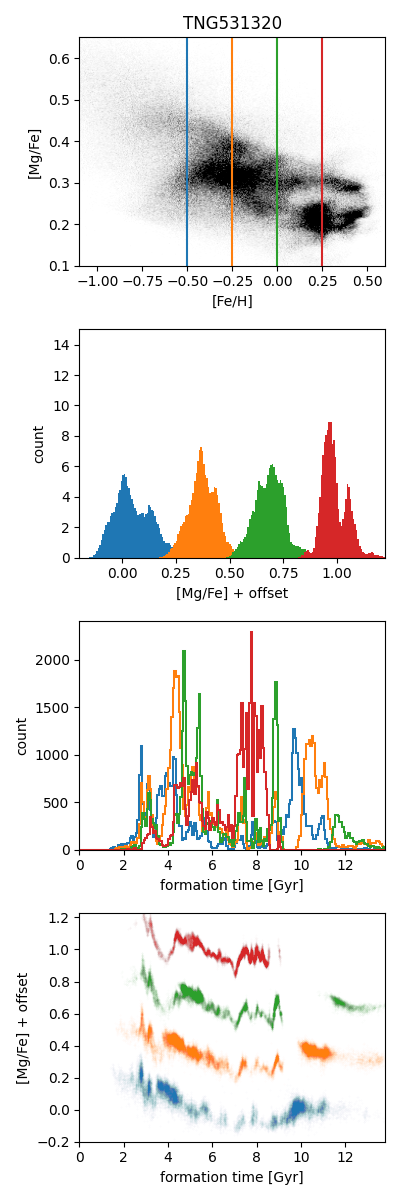 TNG531320
0.6
0.5
0.4
0.3
0.2
0.1
[Mg/Fe]
−1.00 −0.75 −0.50 −0.25 0.00 0.25 0.50
[Fe/H]
14
12
10
8
6
4
2
0
count
0.00 0.25 0.50 0.75 1.00
[Mg/Fe] + offset
2000
1500
1000
500
0
count
0 2 4 6 8 10 12
formation time [Gyr]
1.2
1.0
0.8
0.6
0.4
0.2
0.0
−0.2
[Mg/Fe] + offset
0 2 4 6 8 10 12
formation time [Gyr]